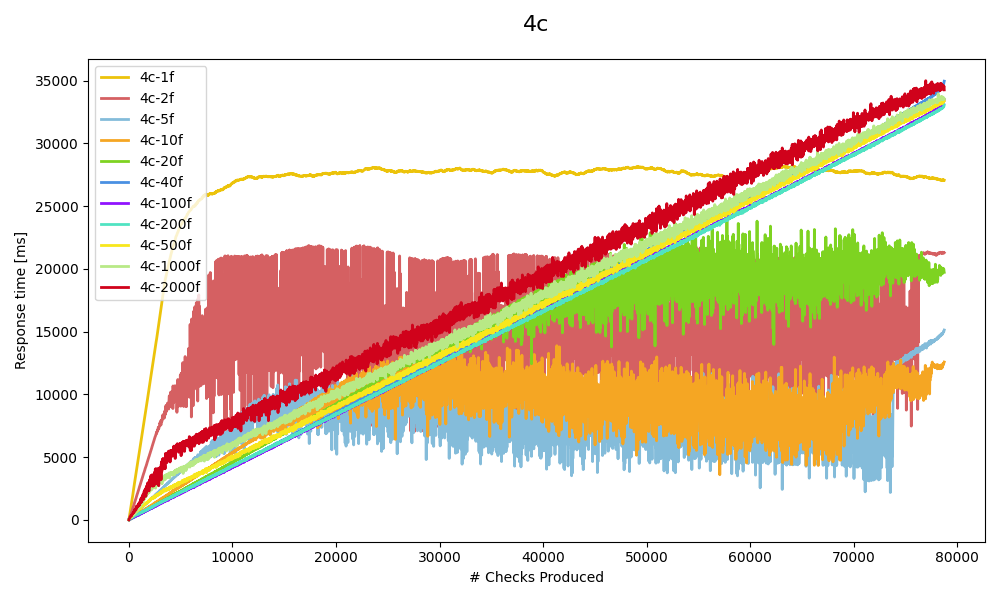 4c
35000
30000
25000
20000
15000
10000
5000
0
Response time [ms]
4c-1f
4c-2f
4c-5f
4c-10f
4c-20f
4c-40f
4c-100f
4c-200f
4c-500f
4c-1000f
4c-2000f
0 10000 20000 30000 40000 50000 60000 70000 80000
# Checks Produced